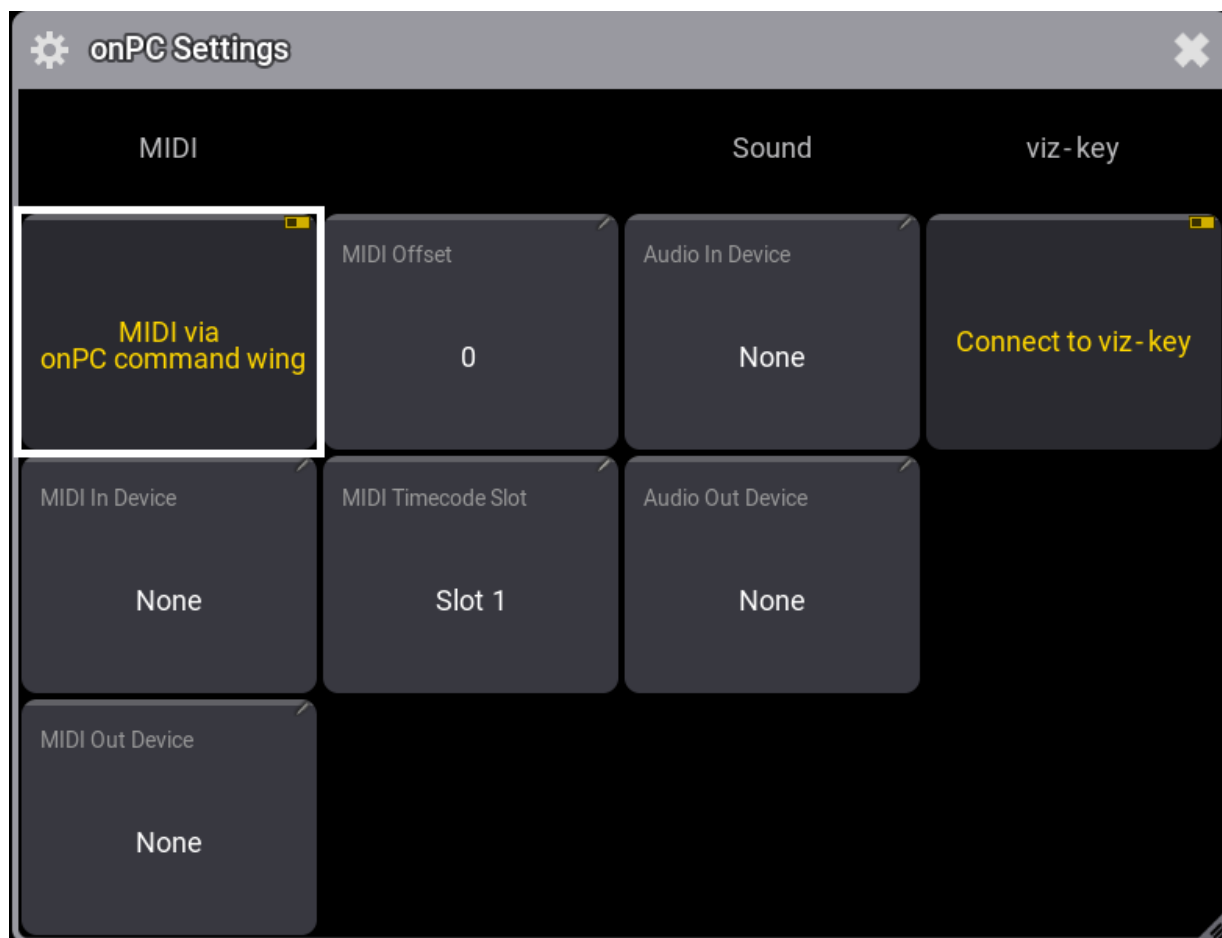 onPC Settings
MIDI
Sound
viz-key
MIDI via
onPC command wing
MIDI Offset
0
Audio In Device
None
Connect to viz-key
MIDI In Device
None
MIDI Timecode Slot
Slot 1
Audio Out Device
None
MIDI Out Device
None